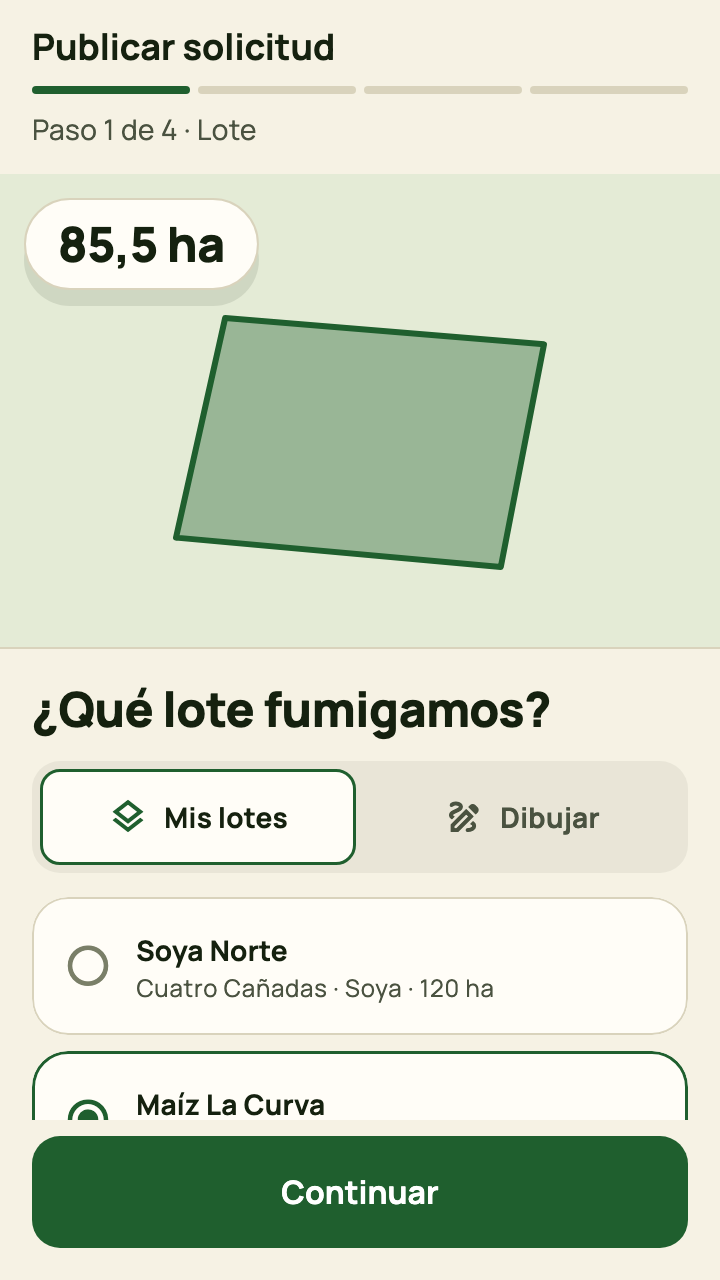 Publicar solicitud
Paso 1 de 4 · Lote
85,5 ha
¿Qué lote fumigamos?
Mis lotes
Dibujar
Soya Norte
Cuatro Cañadas · Soya · 120 ha
Maíz La Curva
Continuar